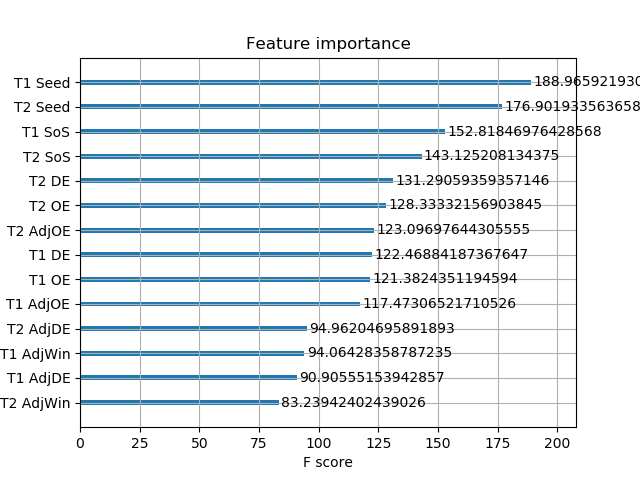 Feature importance
T1 Seed 188.965921930
T2 Seed 176.901933563658
T1 SoS 152.81846976428568
T2 SoS 143.125208134375
T2 DE 131.29059359357146
T2 OE 128.33332156903845
T2 AdjOE 123.09697644305555
T1 DE 122.46884187367647
T1 OE 121.3824351194594
T1 AdjOE 117.47306521710526
T2 AdjDE 94.96204695891893
T1 AdjWin 94.06428358787235
T1 AdjDE 90.90555153942857
T2 AdjWin 83.23942402439026
0 25 50 75 100 125 150 175 200
F score